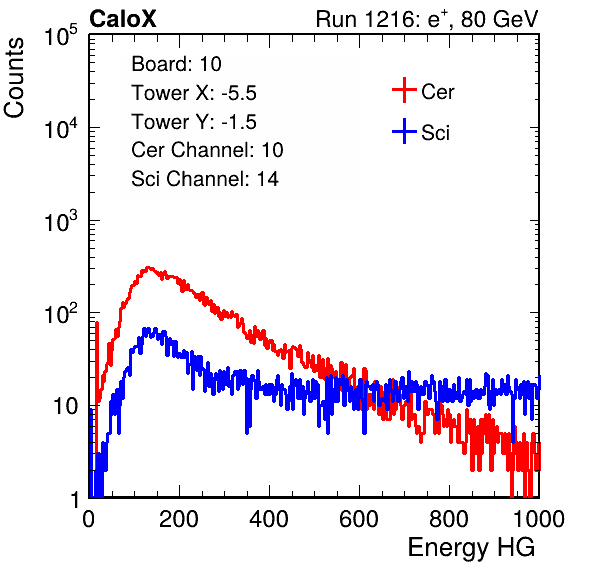 CaloX Run 1216: e⁺, 80 GeV
Counts
Board: 10
Tower X: -5.5
Tower Y: -1.5
Cer Channel: 10
Sci Channel: 14
Cer
Sci
10⁵
10⁴
10³
10²
10
1
0 200 400 600 800 1000
Energy HG